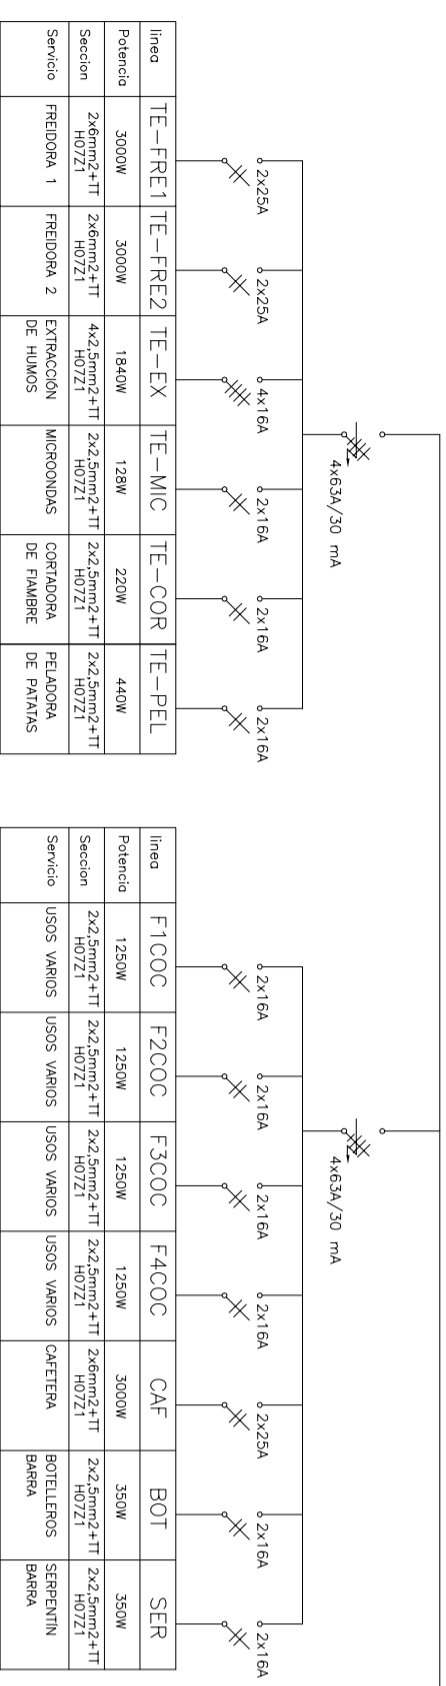 4x63A/30 mA
2x25A
2x25A
4x16A
2x16A
2x16A
2x16A
linea
TE-FRE1
TE-FRE2
TE-EX
TE-MIC
TE-COR
TE-PEL
Potencia
3000W
3000W
1840W
128W
220W
440W
Seccion
2x6mm2+TT
H07Z1
2x6mm2+TT
H07Z1
4x2,5mm2+TT
H07Z1
2x2,5mm2+TT
H07Z1
2x2,5mm2+TT
H07Z1
2x2,5mm2+TT
H07Z1
Servicio
FREIDORA 1
FREIDORA 2
EXTRACCIÓN
DE HUMOS
MICROONDAS
CORTADORA
DE FIAMBRE
PELADORA
DE PATATAS
4x63A/30 mA
2x16A
2x16A
2x16A
2x16A
2x25A
2x16A
2x16A
linea
F1COC
F2COC
F3COC
F4COC
CAF
BOT
SER
Potencia
1250W
1250W
1250W
1250W
3000W
350W
350W
Seccion
2x2,5mm2+TT
H07Z1
2x2,5mm2+TT
H07Z1
2x2,5mm2+TT
H07Z1
2x2,5mm2+TT
H07Z1
2x6mm2+TT
H07Z1
2x2,5mm2+TT
H07Z1
2x2,5mm2+TT
H07Z1
Servicio
USOS VARIOS
USOS VARIOS
USOS VARIOS
USOS VARIOS
CAFETERA
BOTELLEROS
BARRA
SERPENTÍN
BARRA